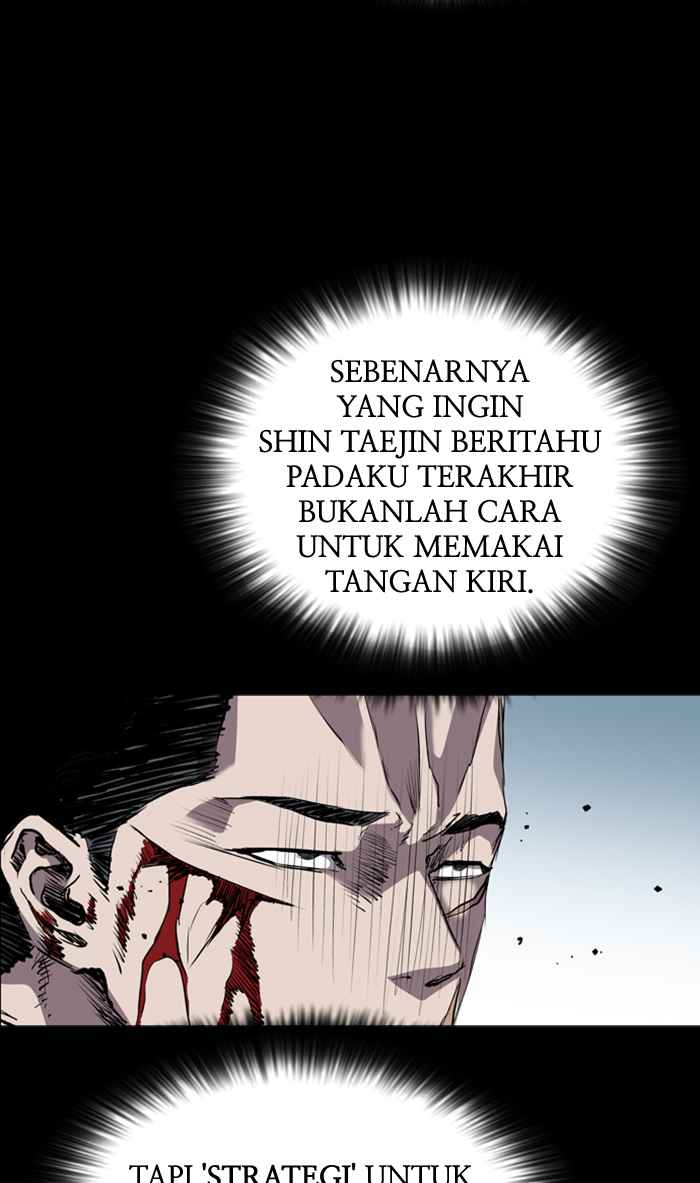 SEBENARNYA
YANG INGIN
SHIN TAEJIN BERITAHU
PADAKU TERAKHIR
BUKANLAH CARA
UNTUK MEMAKAI
TANGAN KIRI.
TAPI 'STRATEGI' UNTUK